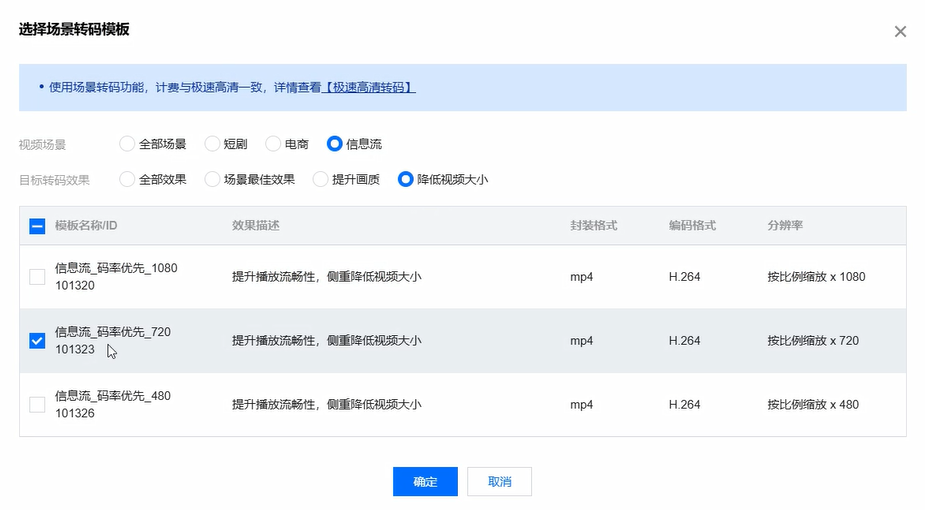 选择场景转码模板
• 使用场景转码功能，计费与极速高清一致，详情查看【极速高清转码】
视频场景 全部场景 短剧 电商 信息流
目标转码效果 全部效果 场景最佳效果 提升画质 降低视频大小
模板名称/ID 效果描述 封装格式 编码格式 分辨率
信息流_码率优先_1080
101320
提升播放流畅性，侧重降低视频大小 mp4 H.264 按比例缩放 x 1080
信息流_码率优先_720
101323
提升播放流畅性，侧重降低视频大小 mp4 H.264 按比例缩放 x 720
信息流_码率优先_480
101326
提升播放流畅性，侧重降低视频大小 mp4 H.264 按比例缩放 x 480
确定 取消